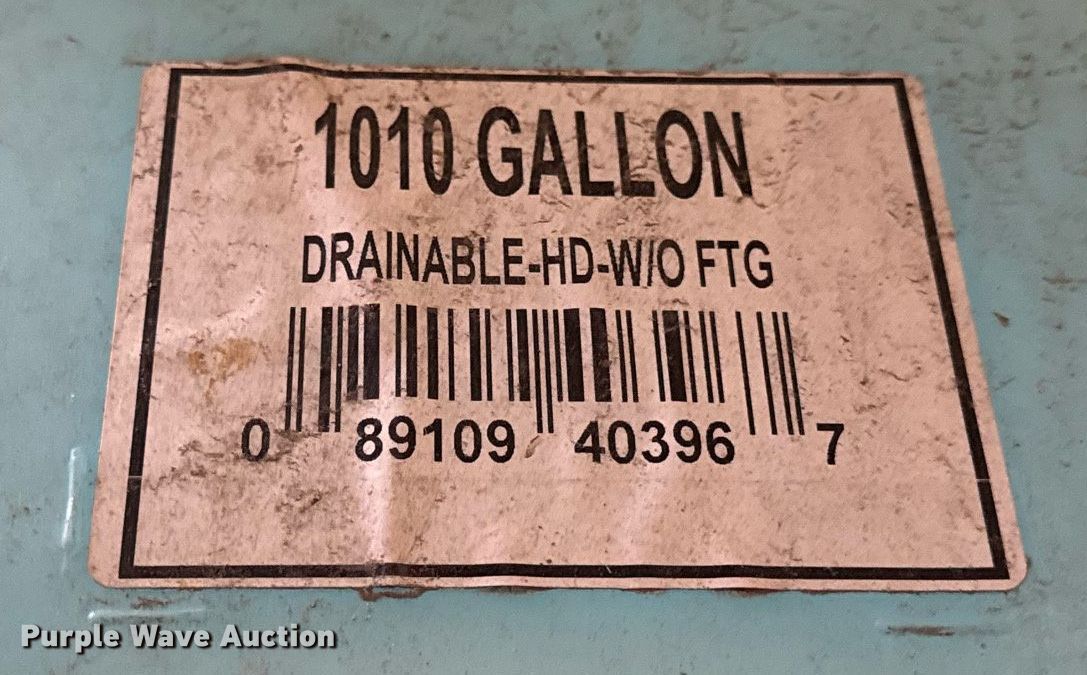 1010 GALLON
DRAINABLE-HD-W/O FTG
0 89109 40396 7
Purple Wave Auction